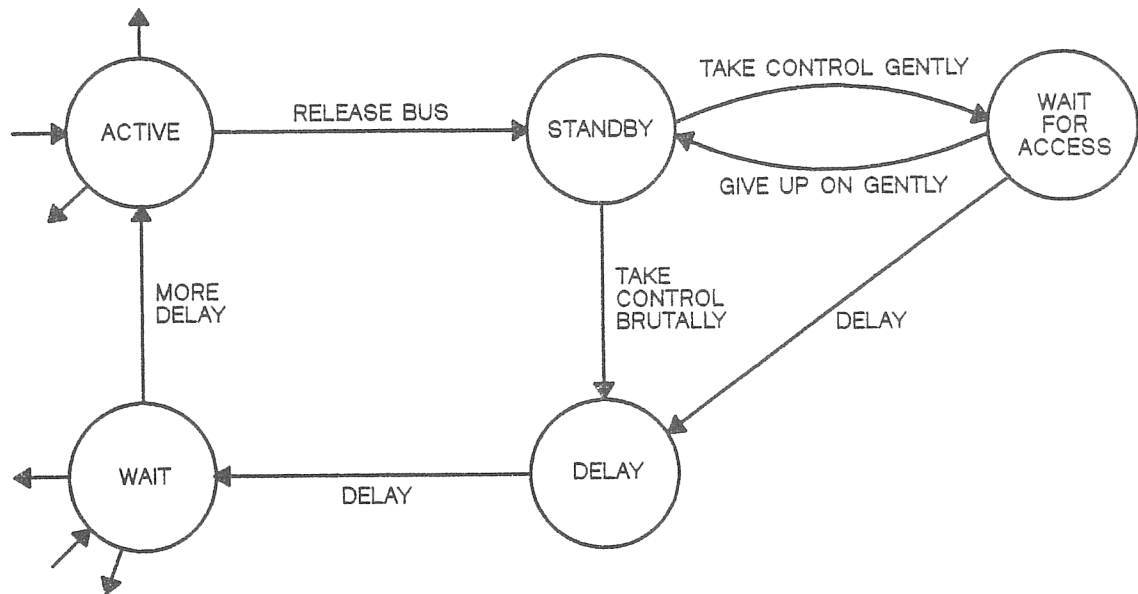 TAKE CONTROL GENTLY
RELEASE BUS
ACTIVE
STANDBY
WAIT
FOR
ACCESS
GIVE UP ON GENTLY
MORE
DELAY
TAKE
CONTROL
BRUTALLY
DELAY
WAIT
DELAY
DELAY